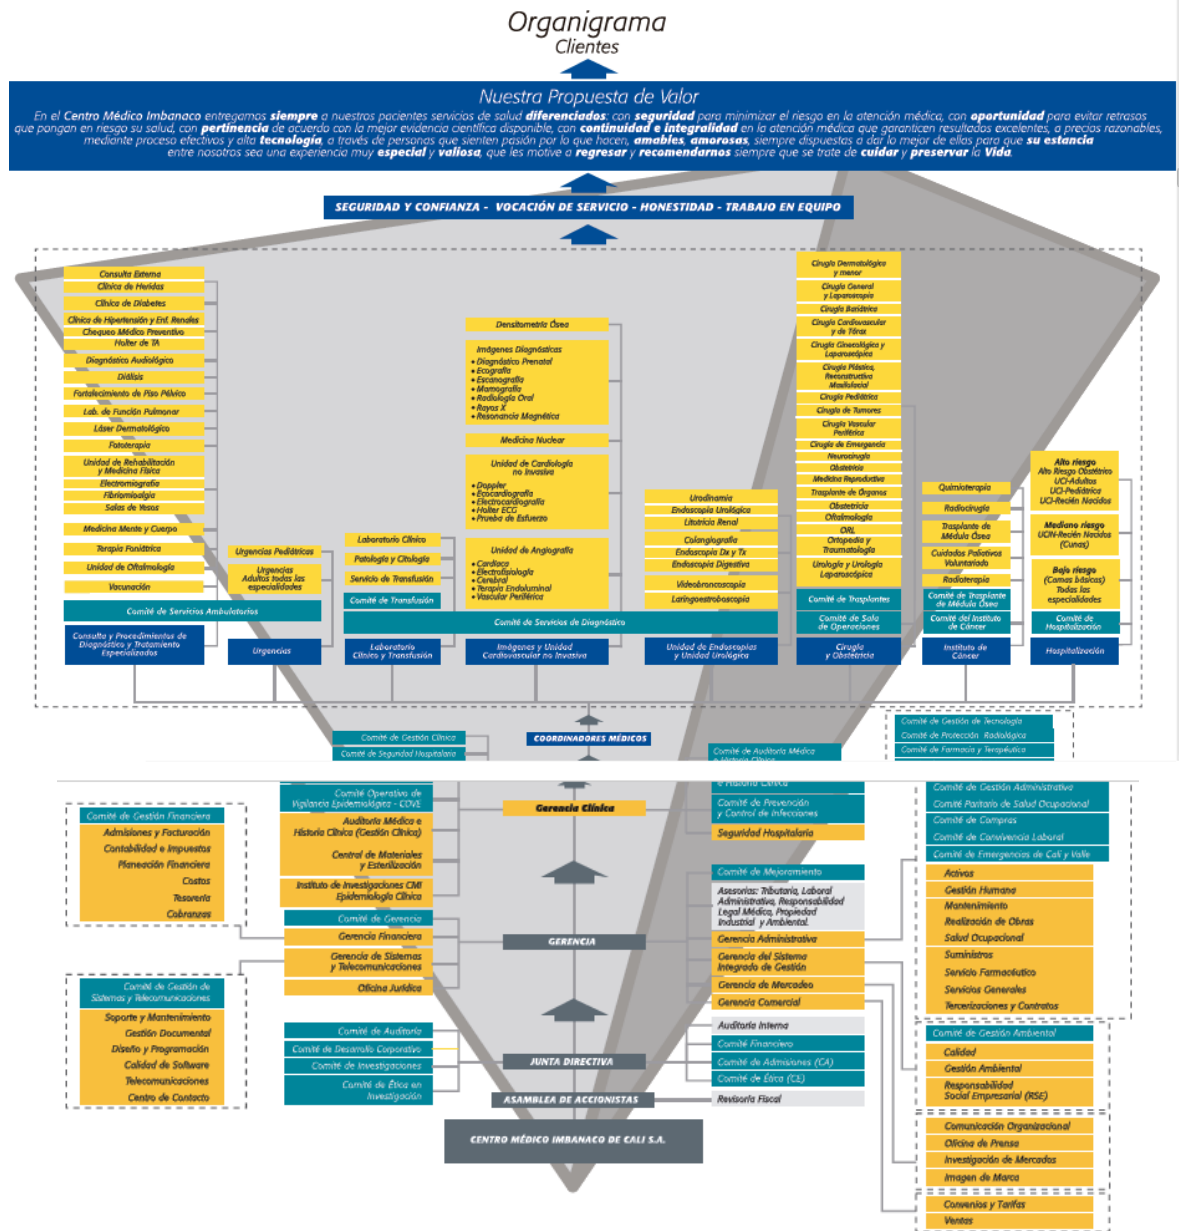 Organigrama
Clientes
Nuestra Propuesta de Valor
En el Centro Médico Imbanaco entregamos siempre a nuestros pacientes servicios de salud diferenciados: con seguridad para minimizar el riesgo en la atención médica, con oportunidad para evitar retrasos
que pongan en riesgo su salud, con pertinencia de acuerdo con la mejor evidencia científica disponible, con continuidad e integralidad en la atención médica que garanticen resultados excelentes, a precios razonables,
mediante proceso efectivos y alta tecnología, a través de personas que sienten pasión por lo que hacen, amables, amorosas, siempre dispuestas a dar lo mejor de ellas para que su estancia
entre nosotros sea una experiencia muy especial y valiosa, que les motive a regresar y recomendarnos siempre que se trate de cuidar y preservar la Vida.
SEGURIDAD Y CONFIANZA - VOCACIÓN DE SERVICIO - HONESTIDAD - TRABAJO EN EQUIPO
Consulta Externa
Clínica de Heridas
Clínica de Diabetes
Clínica de Hipertensión y Enf. Renales
Chequeo Médico Preventivo
Holter de TA
Diagnóstico Audiológico
Diálisis
Fortalecimiento de Piso Pélvico
Lab. de Función Pulmonar
Láser Dermatológico
Fototerapia
Unidad de Rehabilitación
y Medicina Física
Electromiografía
Fibriomioalgia
Salas de Yesos
Medicina Mente y Cuerpo
Terapia Foniátrica
Unidad de Oftalmología
Vacunación
Comité de Servicios Ambulatorios
Consulta y Procedimientos de
Diagnóstico y Tratamiento
Especializados
Urgencias Pediátricas
Urgencias
Adultos todas las
especialidades
Urgencias
Laboratorio Clínico
Patología y Citología
Servicio de Transfusión
Comité de Transfusión
Laboratorio
Clínico y Transfusión
Densitometría Ósea
Imágenes Diagnósticas
• Diagnóstico Prenatal
• Ecografía
• Escanografía
• Mamografía
• Radiología Oral
• Rayos X
• Resonancia Magnética
Medicina Nuclear
Unidad de Cardiología
no Invasiva
• Doppler
• Ecocardiografía
• Electrocardiografía
• Holter ECG
• Prueba de Esfuerzo
Unidad de Angiografía
• Cardíaca
• Electrofisiología
• Cerebral
• Terapia Endoluminal
• Vascular Periférica
Comité de Servicios de Diagnóstico
Imágenes y Unidad
Cardiovascular no Invasiva
Urodinamia
Endoscopia Urológica
Litotricia Renal
Colangiografía
Endoscopia Dx y Tx
Endoscopia Digestiva
Videobroncoscopia
Laringoestroboscopia
Unidad de Endoscopias
y Unidad Urológica
Cirugía Dermatológica
y menor
Cirugía General
y Laparoscopia
Cirugía Bariátrica
Cirugía Cardiovascular
y de Tórax
Cirugía Ginecológica y
Laparoscópica
Cirugía Plástica,
Reconstructiva
Maxilofacial
Cirugía Pediátrica
Cirugía de Tumores
Cirugía Vascular
Periférica
Cirugía de Emergencia
Neurocirugía
Obstetricia
Medicina Reproductiva
Trasplante de Órganos
Obstetricia
Oftalmología
ORL
Ortopedia y
Traumatología
Urología y Urología
Laparoscópica
Comité de Trasplantes
Comité de Sala
de Operaciones
Cirugía
y Obstetricia
Quimioterapia
Radiocirugía
Trasplante de
Médula Ósea
Cuidados Paliativos
Voluntariado
Radioterapia
Comité de Trasplante
de Médula Ósea
Comité del Instituto
de Cáncer
Instituto de
Cáncer
Alto riesgo
Alto Riesgo Obstétrico
UCI-Adultos
UCI-Pediátrica
UCI-Recién Nacidos
Mediano riesgo
UCIN-Recién Nacidos
(Cunas)
Bajo riesgo
(Camas básicas)
Todas las
especialidades
Comité de
Hospitalización
Hospitalización
COORDINADORES MÉDICOS
Comité de Gestión Clínica
Comité de Seguridad Hospitalaria
Comité de Auditoría Médica
e Historia Clínica
Comité de Gestión de Tecnología
Comité de Protección Radiológica
Comité de Farmacia y Terapéutica
Comité de Gestión Financiera
Admisiones y Facturación
Contabilidad e Impuestos
Planeación Financiera
Costos
Tesorería
Cobranzas
Comité de Gestión de
Sistemas y Telecomunicaciones
Soporte y Mantenimiento
Gestión Documental
Diseño y Programación
Calidad de Software
Telecomunicaciones
Centro de Contacto
Comité Operativo de
Vigilancia Epidemiológica - COVE
Auditoría Médica e
Historia Clínica (Gestión Clínica)
Central de Materiales
y Esterilización
Instituto de Investigaciones CMI
Epidemiología Clínica
Comité de Gerencia
Gerencia Financiera
Gerencia de Sistemas
y Telecomunicaciones
Oficina Jurídica
Comité de Auditoría
Comité de Desarrollo Corporativo
Comité de Investigaciones
Comité de Ética en
Investigación
Gerencia Clínica
GERENCIA
JUNTA DIRECTIVA
ASAMBLEA DE ACCIONISTAS
CENTRO MÉDICO IMBANACO DE CALI S.A.
e Historia Clínica
Comité de Prevención
y Control de Infecciones
Seguridad Hospitalaria
Comité de Mejoramiento
Asesorías: Tributaria, Laboral
Administrativa, Responsabilidad
Legal Médica, Propiedad
Industrial y Ambiental.
Gerencia Administrativa
Gerencia del Sistema
Integrado de Gestión
Gerencia de Mercadeo
Gerencia Comercial
Auditoría Interna
Comité Financiero
Comité de Admisiones (CA)
Comité de Ética (CE)
Revisoría Fiscal
Comité de Gestión Administrativa
Comité Paritario de Salud Ocupacional
Comité de Compras
Comité de Convivencia Laboral
Comité de Emergencias de Cali y Valle
Activos
Gestión Humana
Mantenimiento
Realización de Obras
Salud Ocupacional
Suministros
Servicio Farmacéutico
Servicios Generales
Tercerizaciones y Contratos
Comité de Gestión Ambiental
Calidad
Gestión Ambiental
Responsabilidad
Social Empresarial (RSE)
Comunicación Organizacional
Oficina de Prensa
Investigación de Mercados
Imagen de Marca
Convenios y Tarifas
Ventas